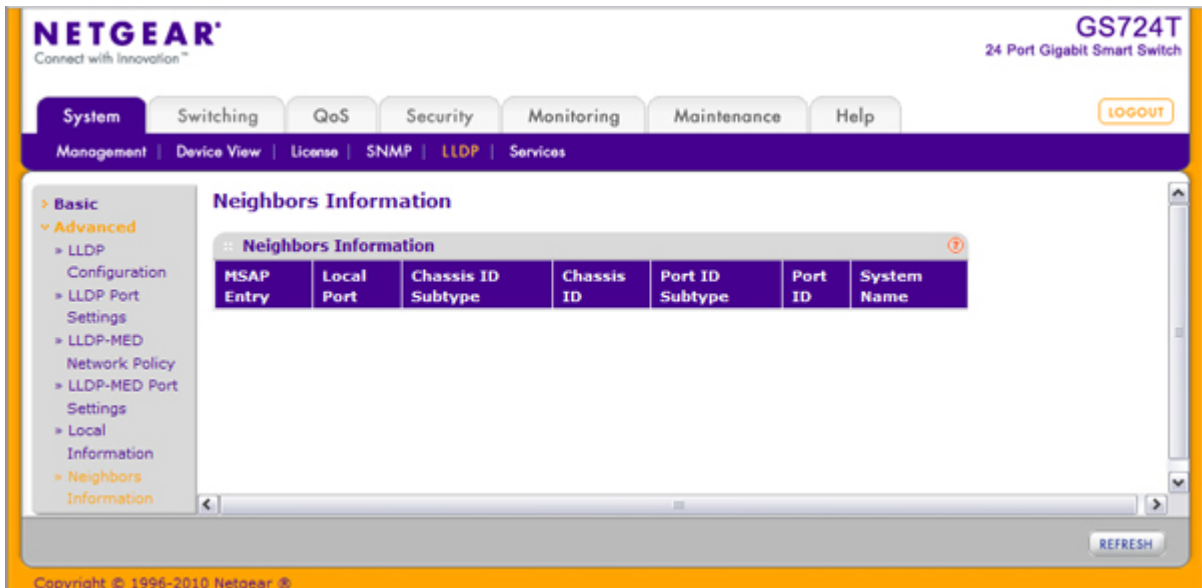 NETGEAR®
Connect with Innovation™
GS724T
24 Port Gigabit Smart Switch
System Switching QoS Security Monitoring Maintenance Help LOGOUT
Management | Device View | License | SNMP | LLDP | Services
Basic
Advanced
» LLDP
Configuration
» LLDP Port
Settings
» LLDP-MED
Network Policy
» LLDP-MED Port
Settings
» Local
Information
» Neighbors
Information
Neighbors Information
Neighbors Information ?
MSAP Entry Local Port Chassis ID Subtype Chassis ID Port ID Subtype Port ID System Name
REFRESH
Copyright © 1996-2010 Netgear ®